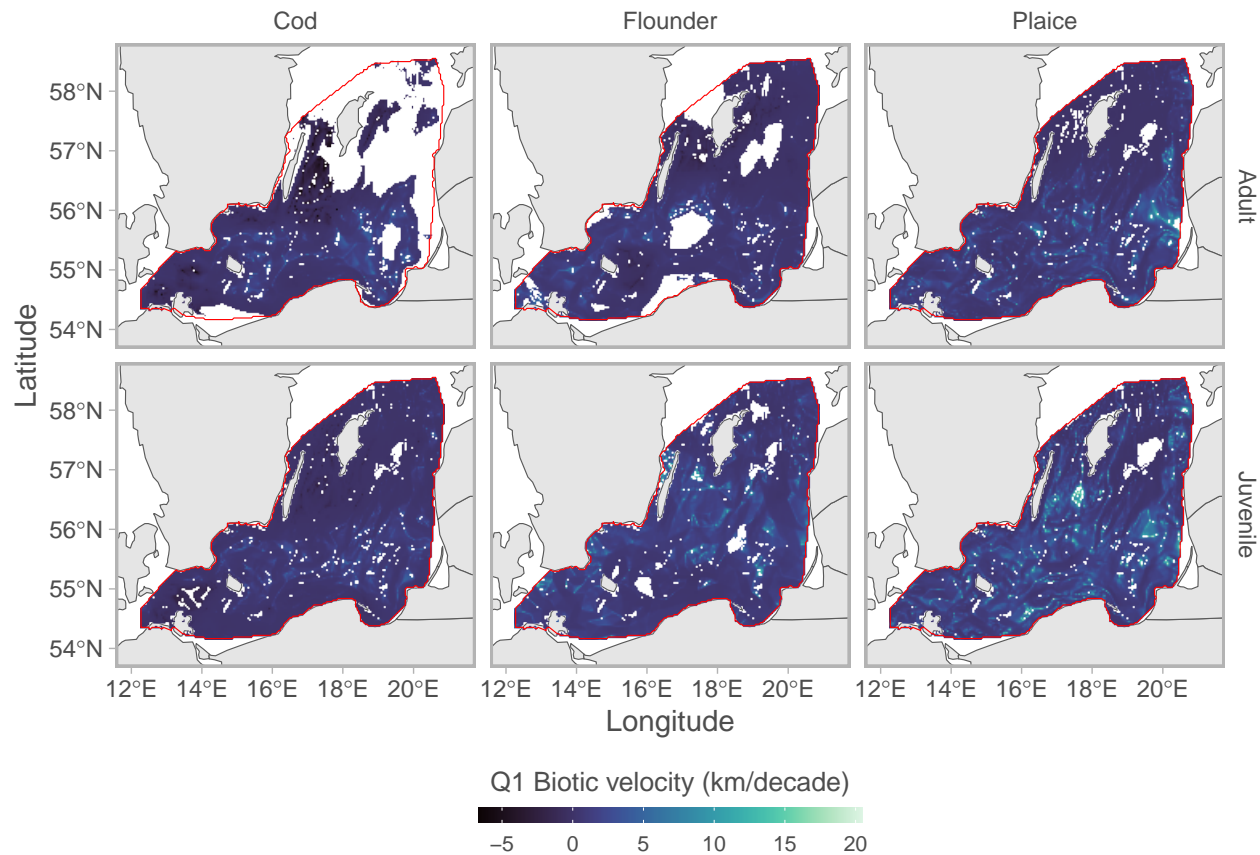 Cod Flounder Plaice
58°N
57°N
56°N
55°N
54°N
Adult
58°N
57°N
56°N
55°N
54°N
Juvenile
Latitude
12°E 14°E 16°E 18°E 20°E 12°E 14°E 16°E 18°E 20°E 12°E 14°E 16°E 18°E 20°E
Longitude
Q1 Biotic velocity (km/decade)
−5 0 5 10 15 20